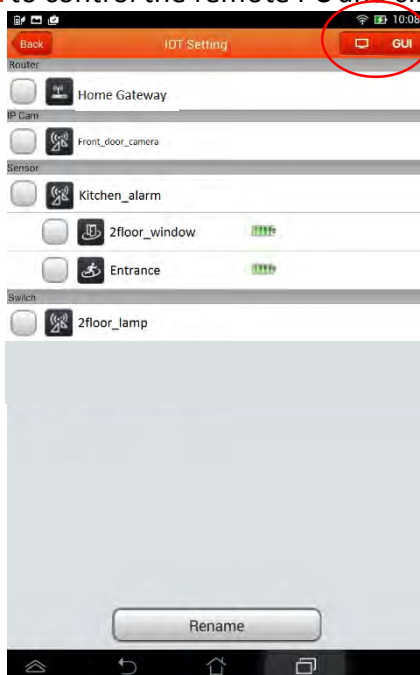 to control the remote PC and
10:08
Back
IOT Setting
GUI
Router
Home Gateway
IP Cam
Front_door_camera
Sensor
Kitchen_alarm
2floor_window
Entrance
Switch
2floor_lamp
Rename